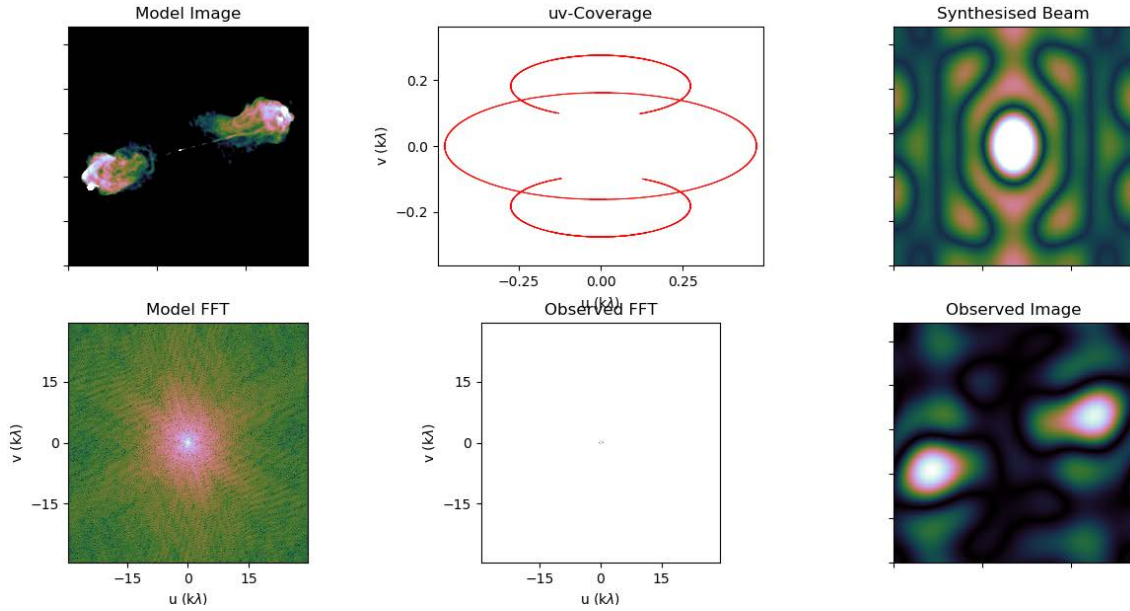 Model Image
uv-Coverage
Synthesised Beam
v (kλ)
0.2
0.0
−0.2
−0.25
0.00
0.25
u (kλ)
Model FFT
Observed FFT
Observed Image
v (kλ)
15
0
−15
−15
0
15
u (kλ)
v (kλ)
15
0
−15
−15
0
15
u (kλ)